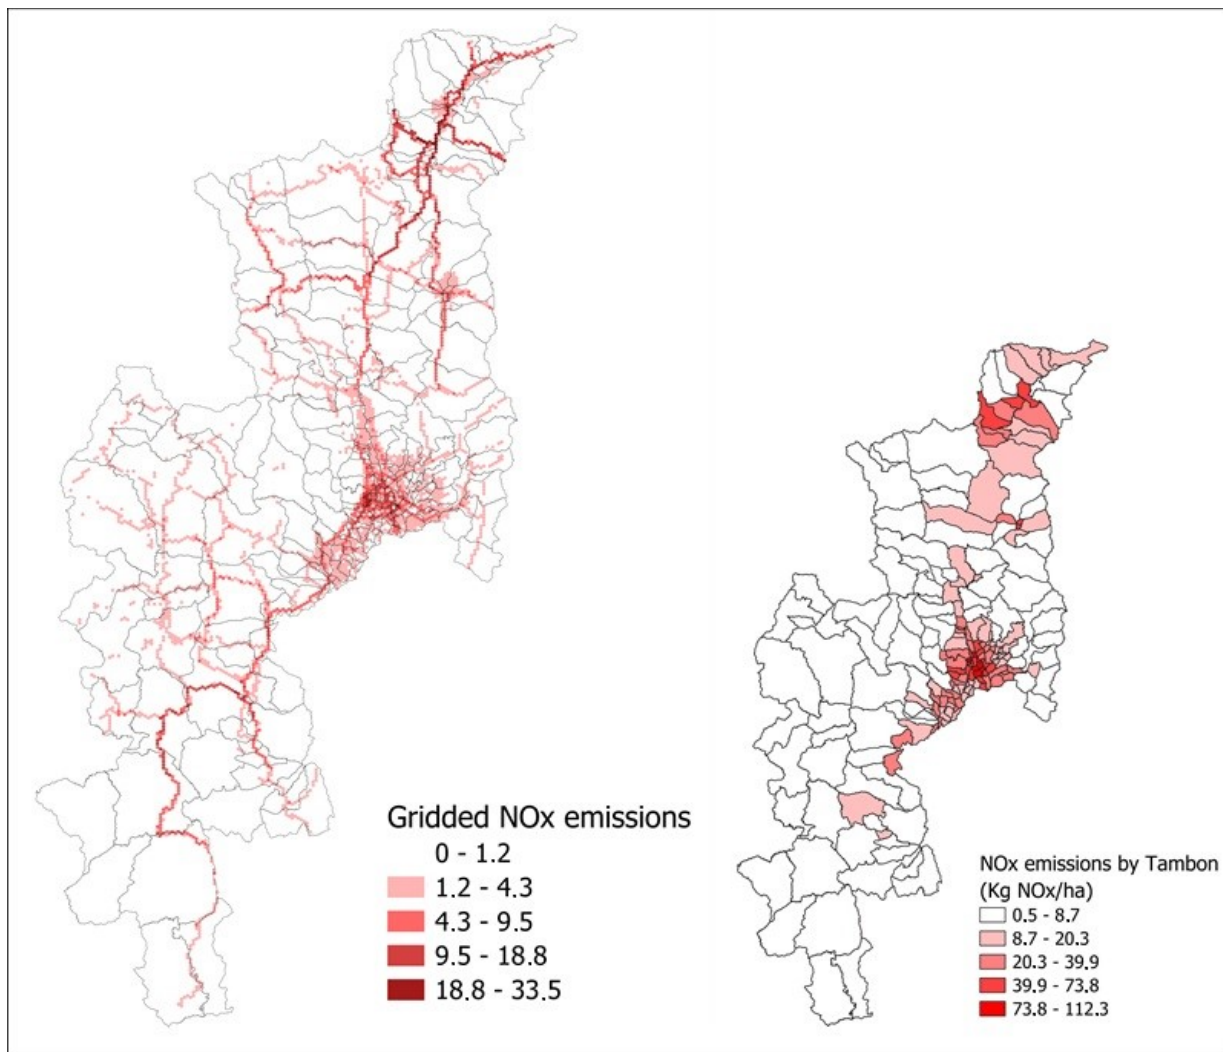 Gridded NOx emissions
0 - 1.2
1.2 - 4.3
4.3 - 9.5
9.5 - 18.8
18.8 - 33.5
NOx emissions by Tambon
(Kg NOx/ha)
0.5 - 8.7
8.7 - 20.3
20.3 - 39.9
39.9 - 73.8
73.8 - 112.3